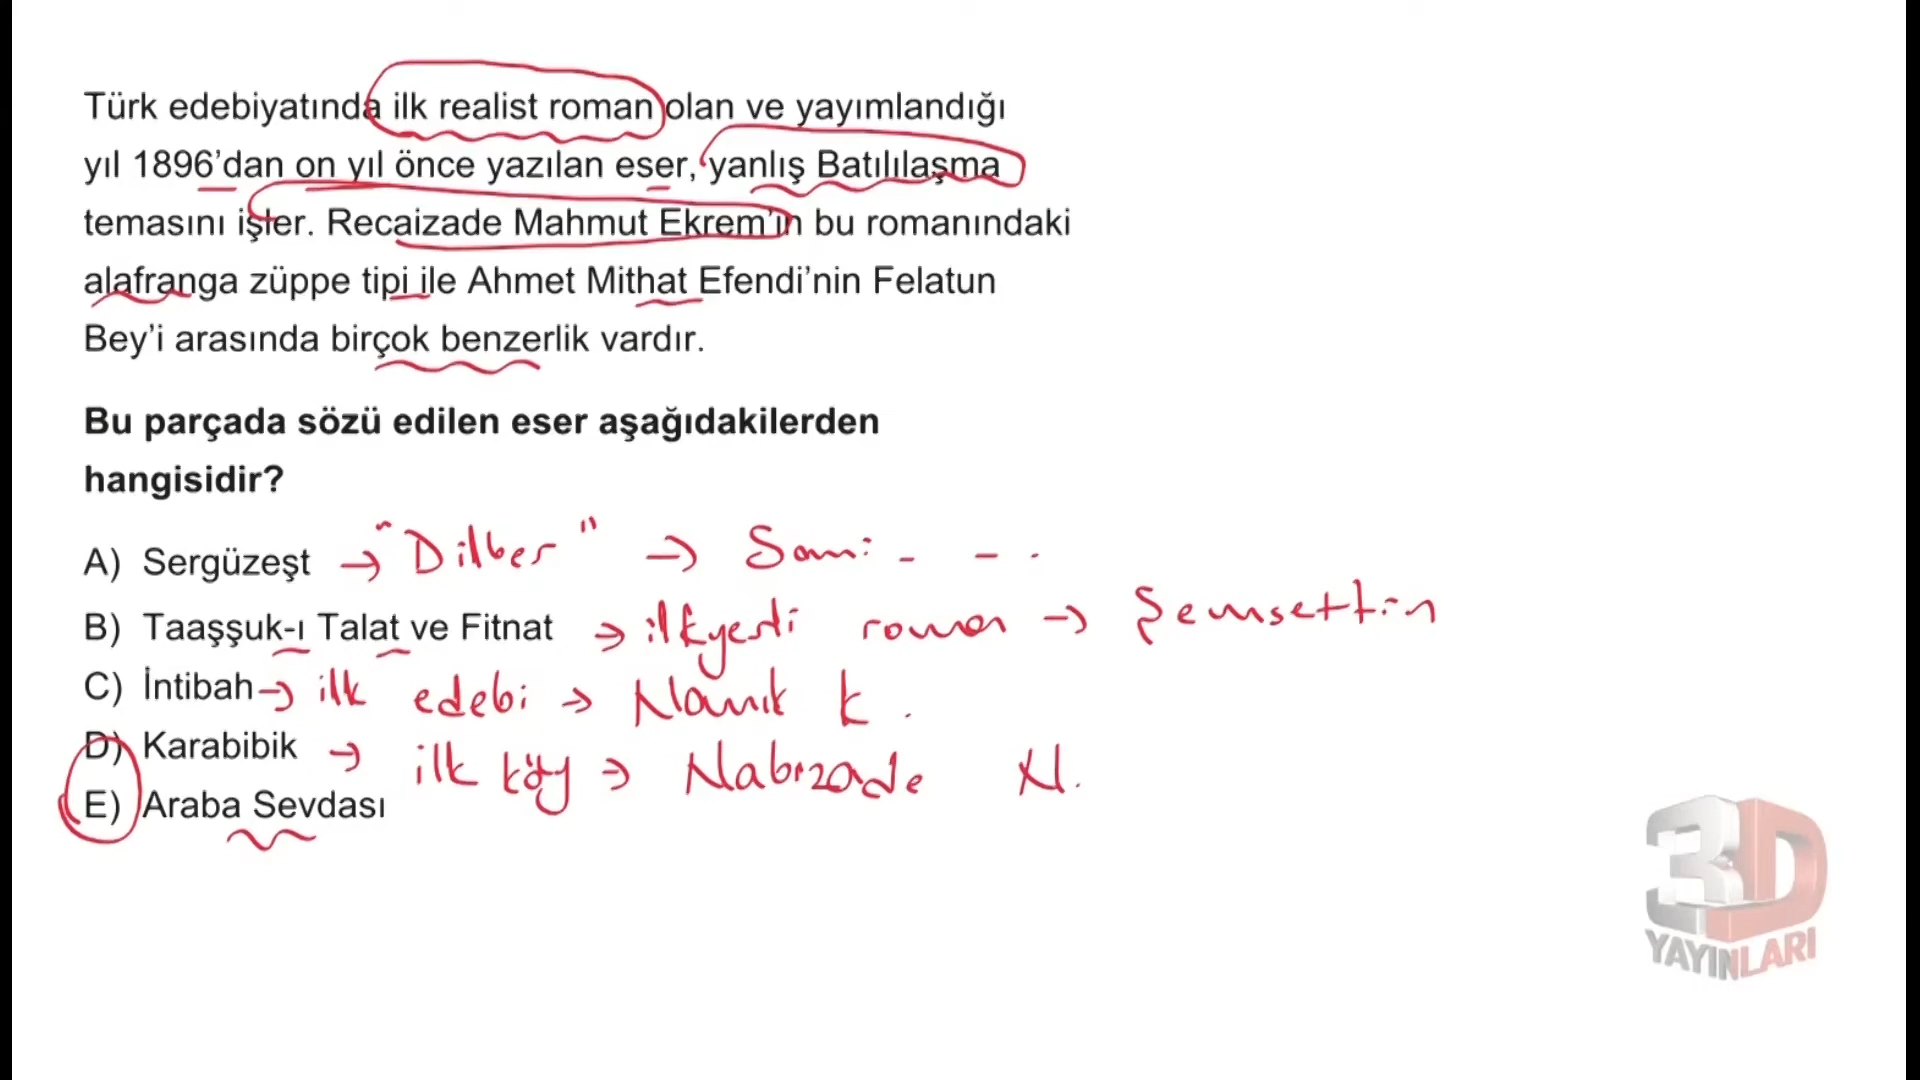 Türk edebiyatında ilk realist roman olan ve yayımlandığı
yıl 1896'dan on yıl önce yazılan eser, yanlış Batılılaşma
temasını işler. Recaizade Mahmut Ekrem'in bu romanındaki
alafranga züppe tipi ile Ahmet Mithat Efendi'nin Felatun
Bey'i arasında birçok benzerlik vardır.
Bu parçada sözü edilen eser aşağıdakilerden
hangisidir?
A) Sergüzeşt → "Dilber" → Sami - - .
B) Taaşşuk-ı Talat ve Fitnat → ilk yerli roman → Şemsettin
C) İntibah → ilk edebi → Namık K.
D) Karabibik → ilk köy → Nabizade N.
E) Araba Sevdası
3D
YAYINLARI